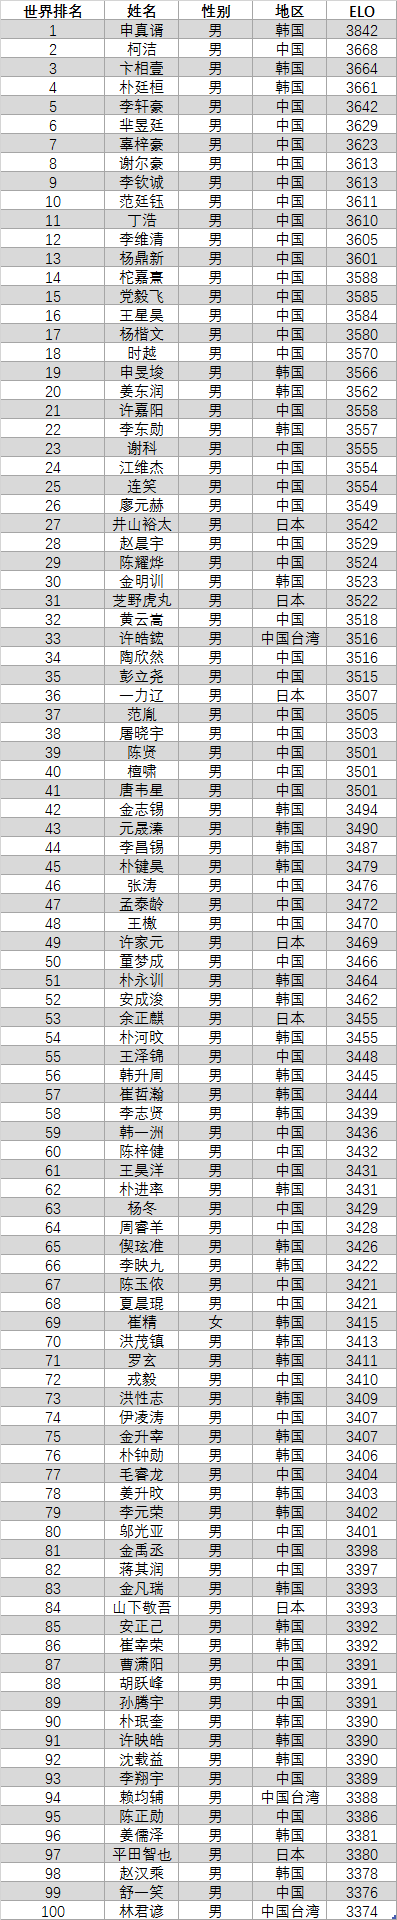 世界排名 姓名 性别 地区 ELO
1 申真谞 男 韩国 3842
2 柯洁 男 中国 3668
3 卞相壹 男 韩国 3664
4 朴廷桓 男 韩国 3661
5 李轩豪 男 中国 3642
6 芈昱廷 男 中国 3629
7 辜梓豪 男 中国 3623
8 谢尔豪 男 中国 3613
9 李钦诚 男 中国 3613
10 范廷钰 男 中国 3611
11 丁浩 男 中国 3610
12 李维清 男 中国 3605
13 杨鼎新 男 中国 3601
14 柁嘉熹 男 中国 3588
15 党毅飞 男 中国 3585
16 王星昊 男 中国 3584
17 杨楷文 男 中国 3580
18 时越 男 中国 3570
19 申旻埈 男 韩国 3566
20 姜东润 男 韩国 3562
21 许嘉阳 男 中国 3558
22 李东勋 男 韩国 3557
23 谢科 男 中国 3555
24 江维杰 男 中国 3554
25 连笑 男 中国 3554
26 廖元赫 男 中国 3549
27 井山裕太 男 日本 3542
28 赵晨宇 男 中国 3529
29 陈耀烨 男 中国 3524
30 金明训 男 韩国 3523
31 芝野虎丸 男 日本 3522
32 黄云嵩 男 中国 3518
33 许皓鋐 男 中国台湾 3516
34 陶欣然 男 中国 3516
35 彭立尧 男 中国 3515
36 一力辽 男 日本 3507
37 范胤 男 中国 3505
38 屠晓宇 男 中国 3503
39 陈贤 男 中国 3501
40 檀啸 男 中国 3501
41 唐韦星 男 中国 3501
42 金志锡 男 韩国 3494
43 元晟溱 男 韩国 3490
44 李昌锡 男 韩国 3487
45 朴键昊 男 韩国 3479
46 张涛 男 中国 3476
47 孟泰龄 男 中国 3472
48 王檄 男 中国 3470
49 许家元 男 日本 3469
50 童梦成 男 中国 3466
51 朴永训 男 韩国 3464
52 安成浚 男 韩国 3462
53 余正麒 男 日本 3455
54 朴河旼 男 韩国 3455
55 王泽锦 男 中国 3448
56 韩升周 男 韩国 3445
57 崔哲瀚 男 韩国 3444
58 李志贤 男 韩国 3439
59 韩一洲 男 中国 3436
60 陈梓健 男 中国 3432
61 王昊洋 男 中国 3431
62 朴进率 男 韩国 3431
63 杨冬 男 中国 3429
64 周睿羊 男 中国 3428
65 偰玹准 男 韩国 3426
66 李映九 男 韩国 3422
67 陈玉侬 男 中国 3421
68 夏晨琨 男 中国 3421
69 崔精 女 韩国 3415
70 洪茂镇 男 韩国 3413
71 罗玄 男 韩国 3411
72 戎毅 男 中国 3410
73 洪性志 男 韩国 3409
74 伊凌涛 男 中国 3407
75 金升宰 男 韩国 3407
76 朴钟勋 男 韩国 3406
77 毛睿龙 男 中国 3404
78 姜升旼 男 韩国 3403
79 李元荣 男 韩国 3402
80 邬光亚 男 中国 3401
81 金禹丞 男 中国 3398
82 蒋其润 男 中国 3397
83 金凡瑞 男 韩国 3393
84 山下敬吾 男 日本 3393
85 安正己 男 韩国 3392
86 崔宰荣 男 韩国 3392
87 曹潇阳 男 中国 3391
88 胡跃峰 男 中国 3391
89 孙腾宇 男 中国 3391
90 朴珉奎 男 韩国 3390
91 许映皓 男 韩国 3390
92 沈载益 男 韩国 3390
93 李翔宇 男 中国 3389
94 赖均辅 男 中国台湾 3388
95 陈正勋 男 中国 3386
96 姜儒泽 男 韩国 3381
97 平田智也 男 日本 3380
98 赵汉乘 男 韩国 3378
99 舒一笑 男 中国 3376
100 林君谚 男 中国台湾 3374